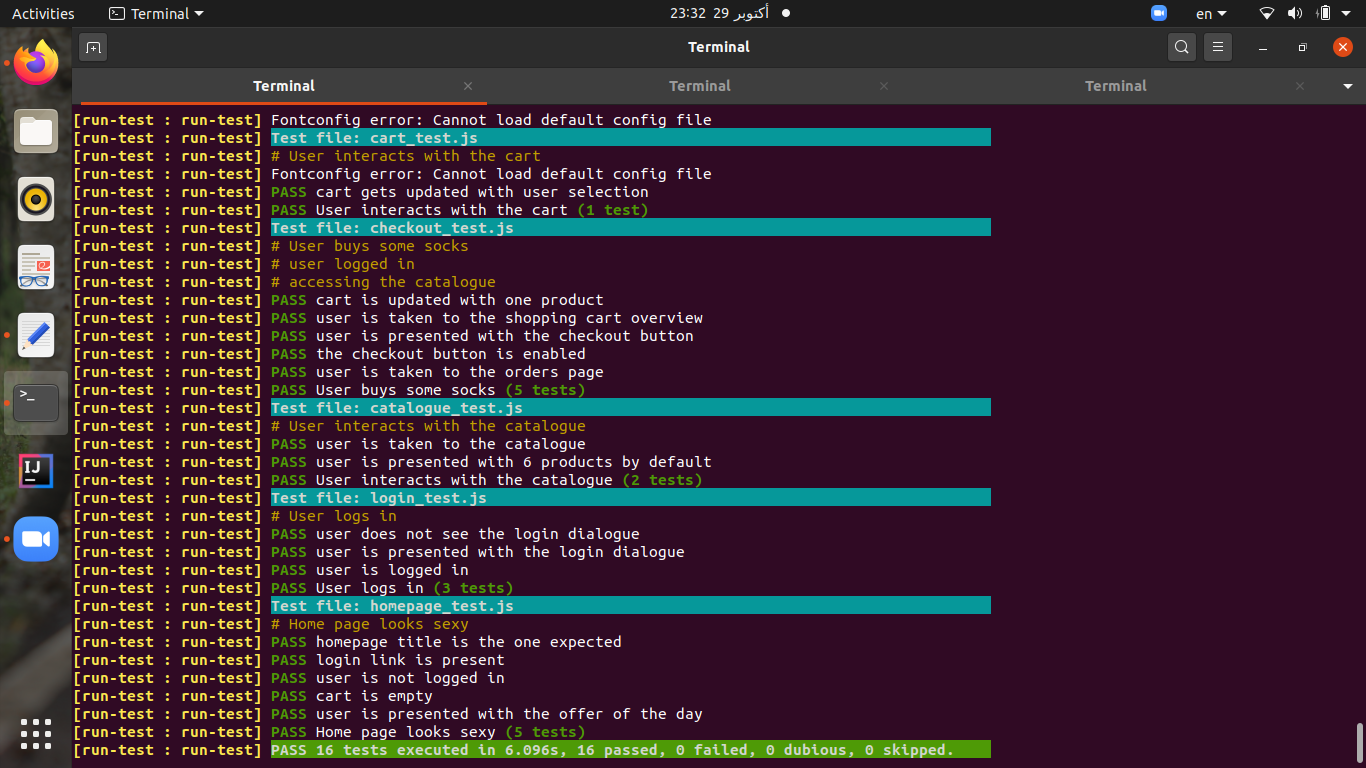 Activities
Terminal
23:32 29 أكتوبر
en
Terminal
Terminal
Terminal
Terminal
[run-test : run-test] Fontconfig error: Cannot load default config file
[run-test : run-test] Test file: cart_test.js
[run-test : run-test] # User interacts with the cart
[run-test : run-test] Fontconfig error: Cannot load default config file
[run-test : run-test] PASS cart gets updated with user selection
[run-test : run-test] PASS User interacts with the cart (1 test)
[run-test : run-test] Test file: checkout_test.js
[run-test : run-test] # User buys some socks
[run-test : run-test] # user logged in
[run-test : run-test] # accessing the catalogue
[run-test : run-test] PASS cart is updated with one product
[run-test : run-test] PASS user is taken to the shopping cart overview
[run-test : run-test] PASS user is presented with the checkout button
[run-test : run-test] PASS the checkout button is enabled
[run-test : run-test] PASS user is taken to the orders page
[run-test : run-test] PASS User buys some socks (5 tests)
[run-test : run-test] Test file: catalogue_test.js
[run-test : run-test] # User interacts with the catalogue
[run-test : run-test] PASS user is taken to the catalogue
[run-test : run-test] PASS user is presented with 6 products by default
[run-test : run-test] PASS User interacts with the catalogue (2 tests)
[run-test : run-test] Test file: login_test.js
[run-test : run-test] # User logs in
[run-test : run-test] PASS user does not see the login dialogue
[run-test : run-test] PASS user is presented with the login dialogue
[run-test : run-test] PASS user is logged in
[run-test : run-test] PASS User logs in (3 tests)
[run-test : run-test] Test file: homepage_test.js
[run-test : run-test] # Home page looks sexy
[run-test : run-test] PASS homepage title is the one expected
[run-test : run-test] PASS login link is present
[run-test : run-test] PASS user is not logged in
[run-test : run-test] PASS cart is empty
[run-test : run-test] PASS user is presented with the offer of the day
[run-test : run-test] PASS Home page looks sexy (5 tests)
[run-test : run-test] PASS 16 tests executed in 6.096s, 16 passed, 0 failed, 0 dubious, 0 skipped.
>_
IJ